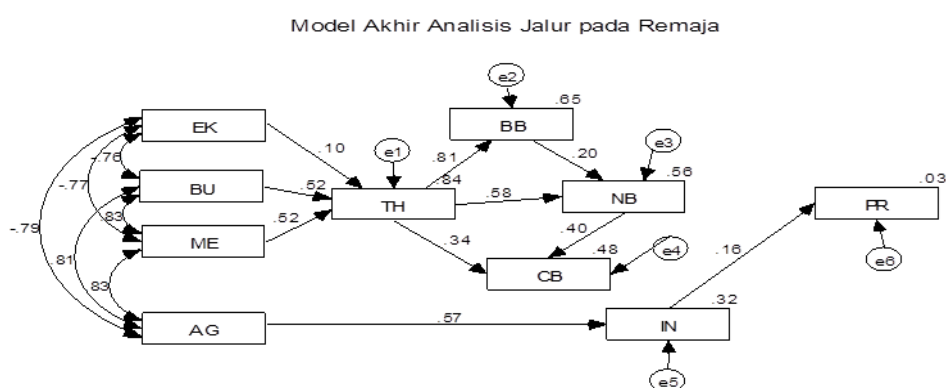 Model Akhir Analisis Jalur pada Remaja
e2
.65
EK
BB
e1
e3
-.76
.10
.81
.20
.56
.03
BU
.52
.84
.58
TH
NB
PR
-.77
.83
-.79
ME
.52
.34
.40
.48
e4
.16
e6
.81
CB
.83
.32
AG
.57
IN
e5